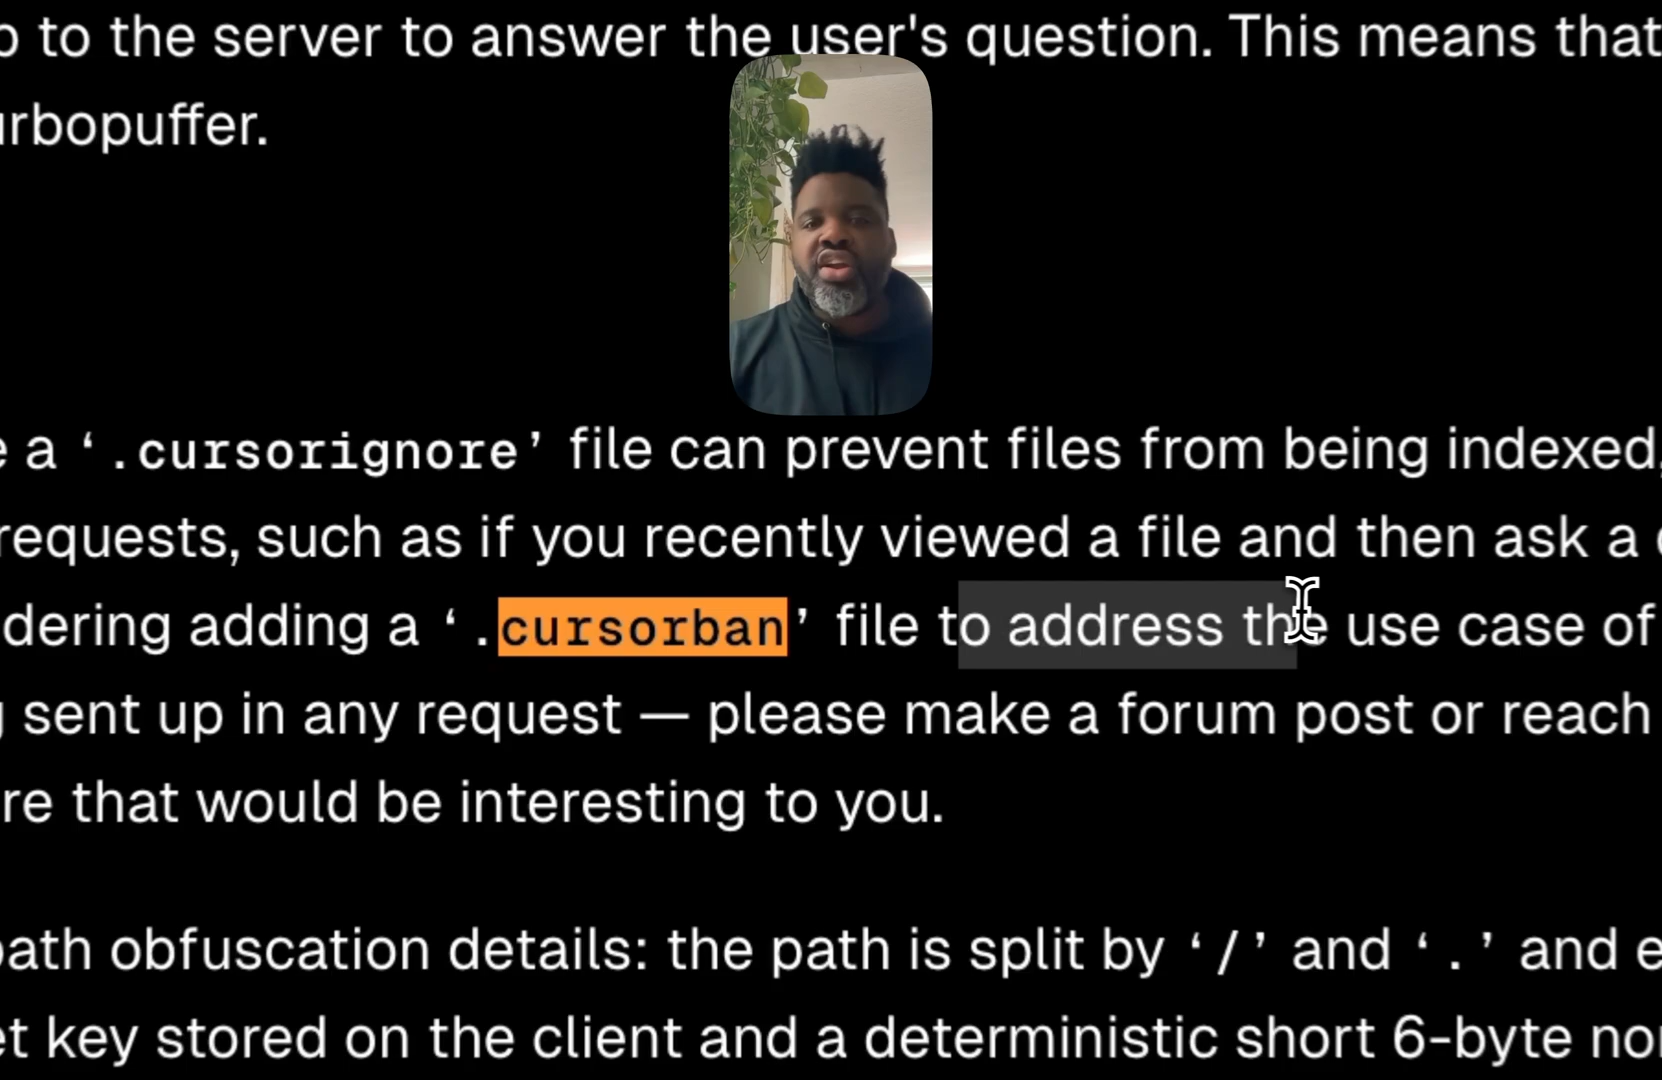 to the server to answer the user's question. This means that
urbopuffer.
a ‘.cursorignore’ file can prevent files from being indexed,
requests, such as if you recently viewed a file and then ask a
dering adding a ‘.cursorban’ file to address the use case of
sent up in any request — please make a forum post or reach
re that would be interesting to you.
path obfuscation details: the path is split by ‘/’ and ‘.’ and e
et key stored on the client and a deterministic short 6-byte non